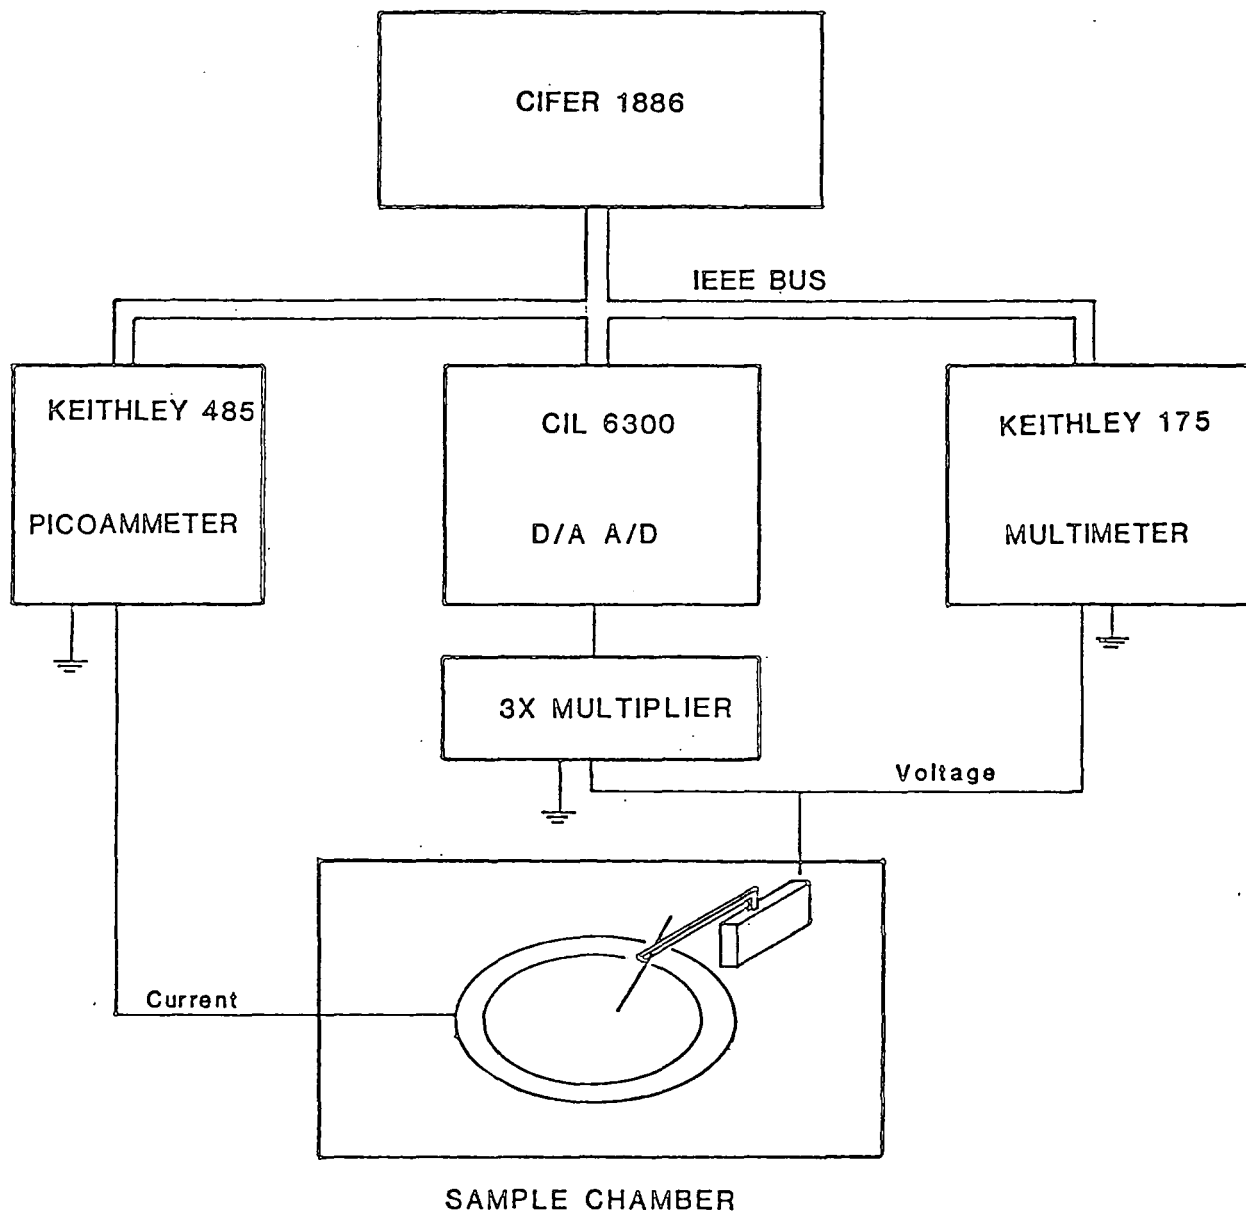 CIFER 1886
IEEE BUS
KEITHLEY 485
PICOAMMETER
CIL 6300
D/A A/D
KEITHLEY 175
MULTIMETER
3X MULTIPLIER
Voltage
Current
SAMPLE CHAMBER